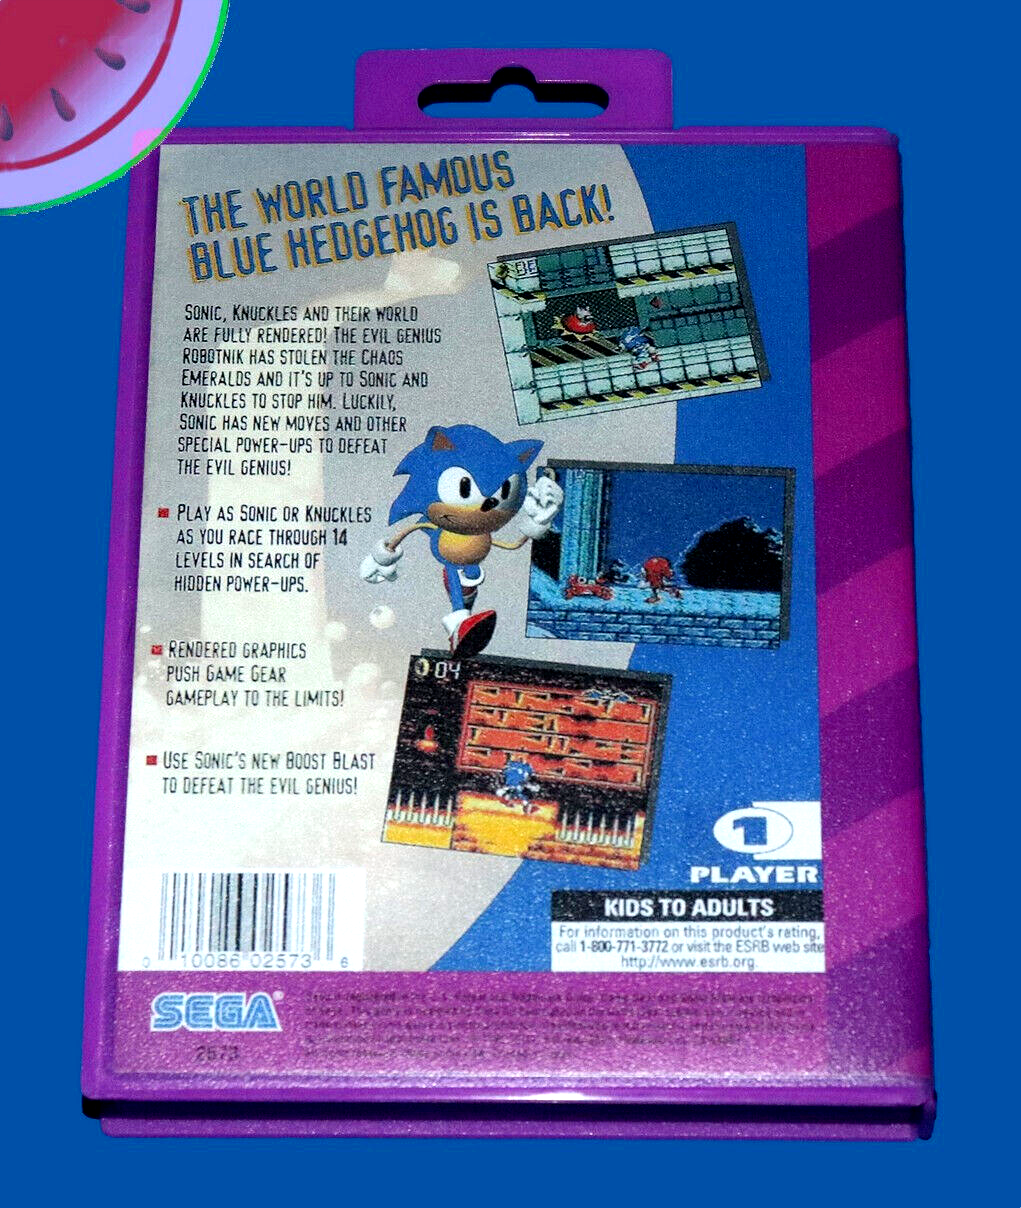 THE WORLD FAMOUS
BLUE HEDGEHOG IS BACK!
SONIC, KNUCKLES AND THEIR WORLD
ARE FULLY RENDERED! THE EVIL GENIUS
ROBOTNIK HAS STOLEN THE CHAOS
EMERALDS AND IT'S UP TO SONIC AND
KNUCKLES TO STOP HIM. LUCKILY,
SONIC HAS NEW MOVES AND OTHER
SPECIAL POWER-UPS TO DEFEAT
THE EVIL GENIUS!
PLAY AS SONIC OR KNUCKLES
AS YOU RACE THROUGH 14
LEVELS IN SEARCH OF
HIDDEN POWER-UPS.
RENDERED GRAPHICS
PUSH GAME GEAR
GAMEPLAY TO THE LIMITS!
04
USE SONIC'S NEW BOOST BLAST
TO DEFEAT THE EVIL GENIUS!
1
PLAYER
KIDS TO ADULTS
For information on this product's rating,
call 1-800-771-3772 or visit the ESRB web site
http://www.esrb.org.
0 10086 02573 6
SEGA®
2573